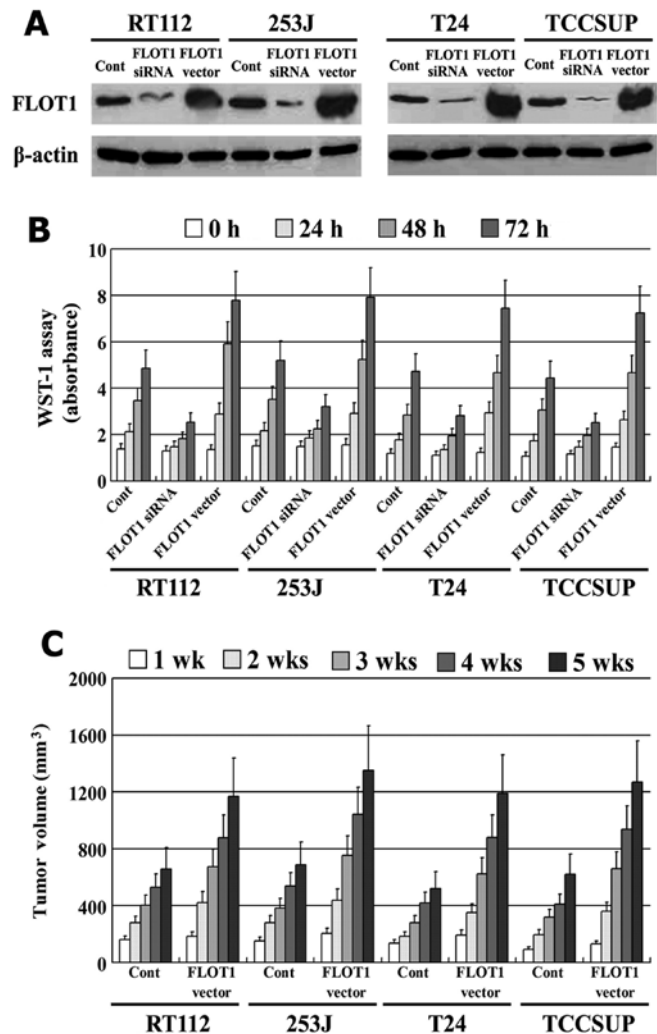 A
RT112 253J T24 TCCSUP
Cont FLOT1 siRNA FLOT1 vector Cont FLOT1 siRNA FLOT1 vector Cont FLOT1 siRNA FLOT1 vector Cont FLOT1 siRNA FLOT1 vector
FLOT1
β-actin
B
0 h 24 h 48 h 72 h
WST-1 assay
(absorbance)
10
8
6
4
2
0
Cont FLOT1 siRNA FLOT1 vector Cont FLOT1 siRNA FLOT1 vector Cont FLOT1 siRNA FLOT1 vector Cont FLOT1 siRNA FLOT1 vector
RT112 253J T24 TCCSUP
C
1 wk 2 wks 3 wks 4 wks 5 wks
Tumor volume (mm³)
2000
1600
1200
800
400
0
Cont FLOT1 vector Cont FLOT1 vector Cont FLOT1 vector Cont FLOT1 vector
RT112 253J T24 TCCSUP